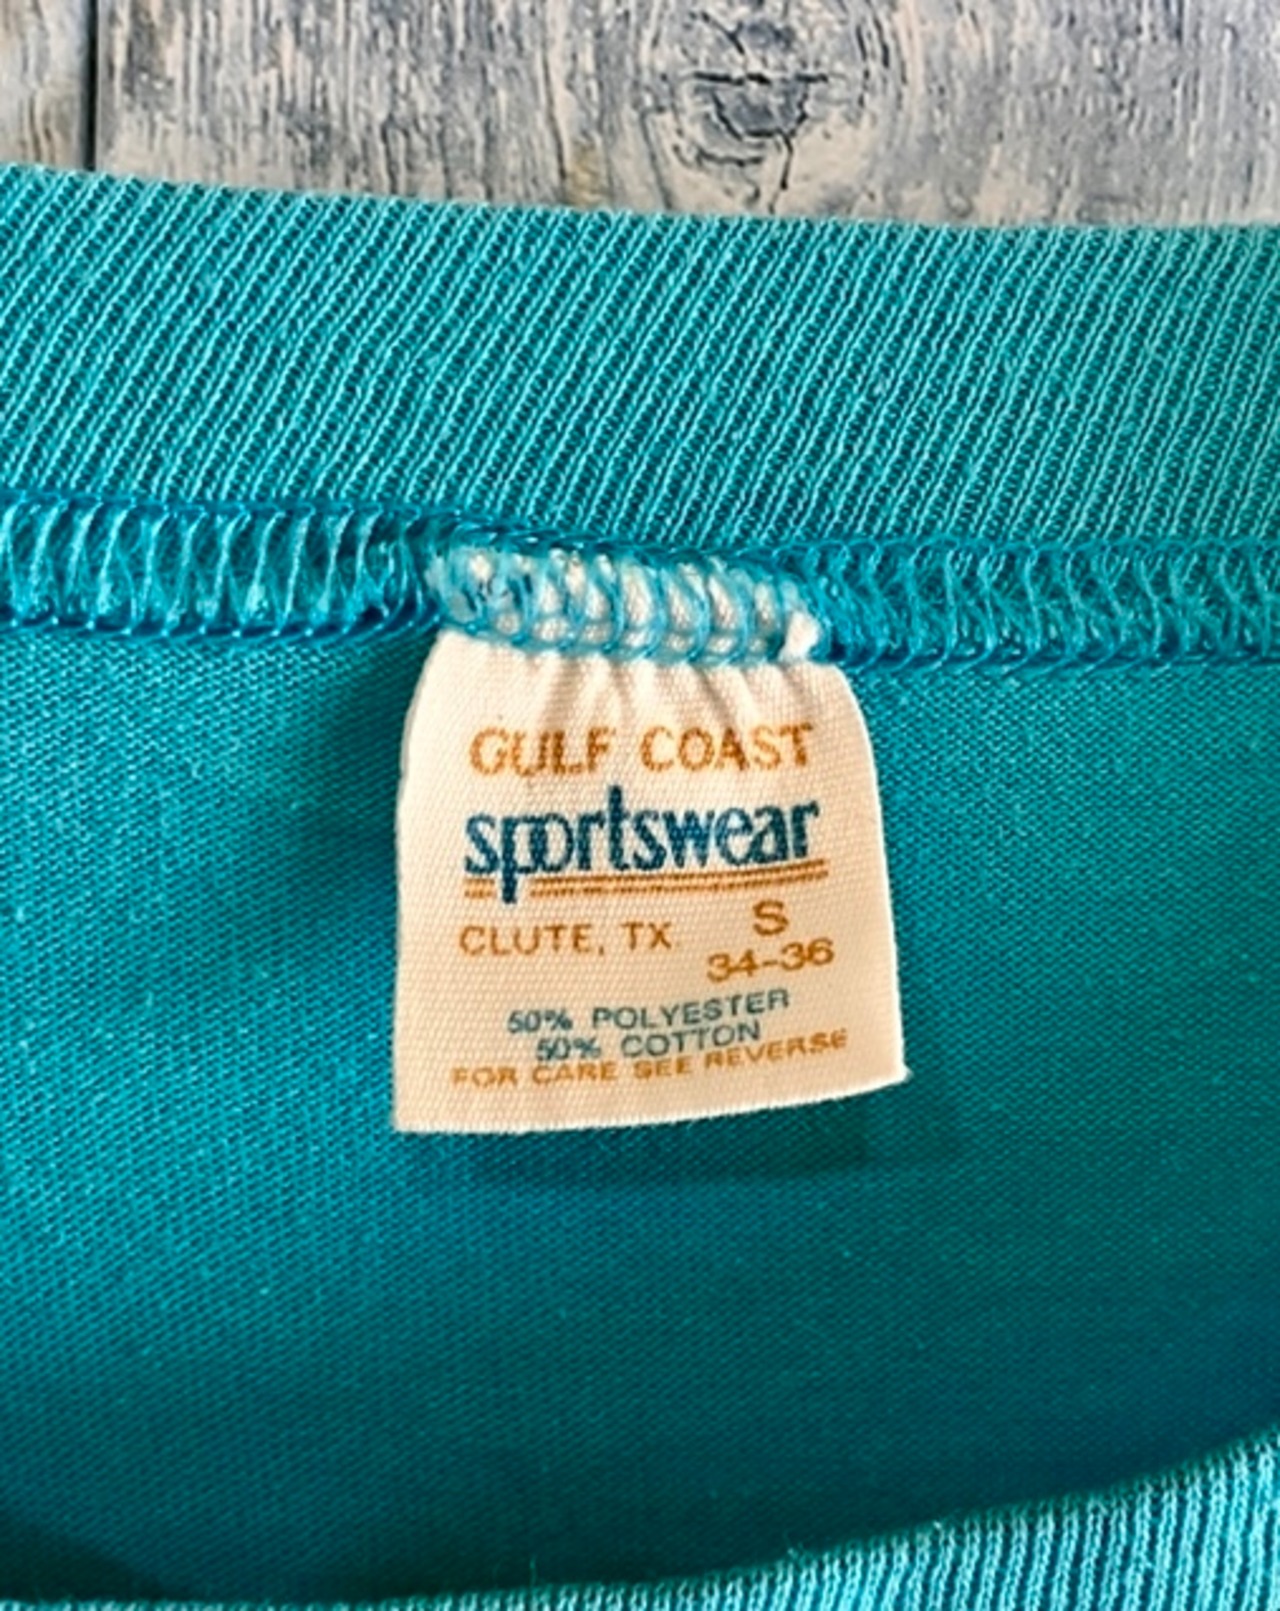 GULF COAST
sportswear
CLUTE, TX S
34-36
50% POLYESTER
50% COTTON
FOR CARE SEE REVERSE